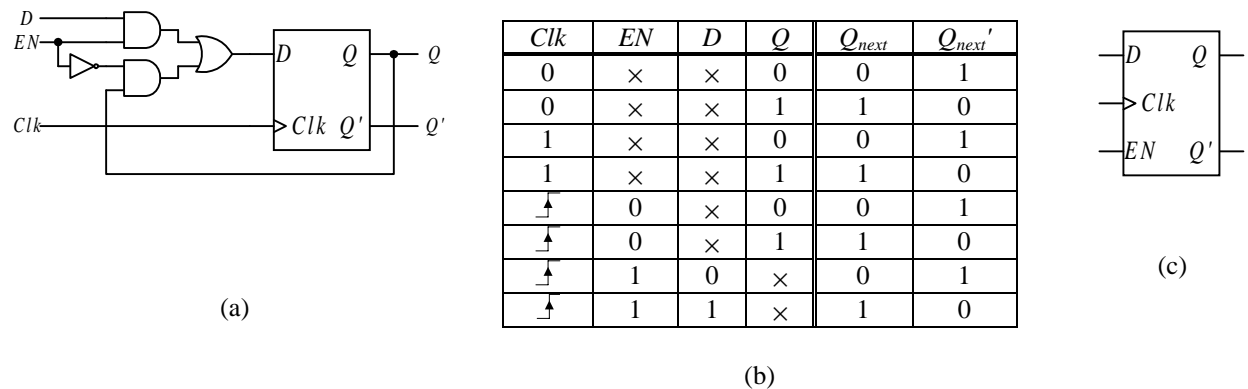 D
EN
Clk
D Q
Clk Q'
Q
Q'
(a)
Clk EN D Q Qnext Qnext'
0 × × 0 0 1
0 × × 1 1 0
1 × × 0 0 1
1 × × 1 1 0
0 × 0 0 1
0 × 1 1 0
1 0 × 0 1
1 1 × 1 0
(b)
D Q
Clk
EN Q'
(c)